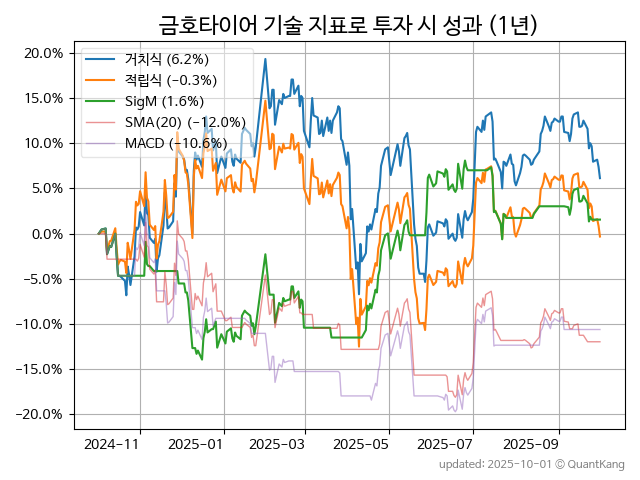 금호타이어 기술 지표로 투자 시 성과 (1년)
20.0%
15.0%
10.0%
5.0%
0.0%
−5.0%
−10.0%
−15.0%
−20.0%
거치식 (6.2%)
적립식 (−0.3%)
SigM (1.6%)
SMA(20) (−12.0%)
MACD (−10.6%)
2024-11
2025-01
2025-03
2025-05
2025-07
2025-09
updated: 2025-10-01 © QuantKang